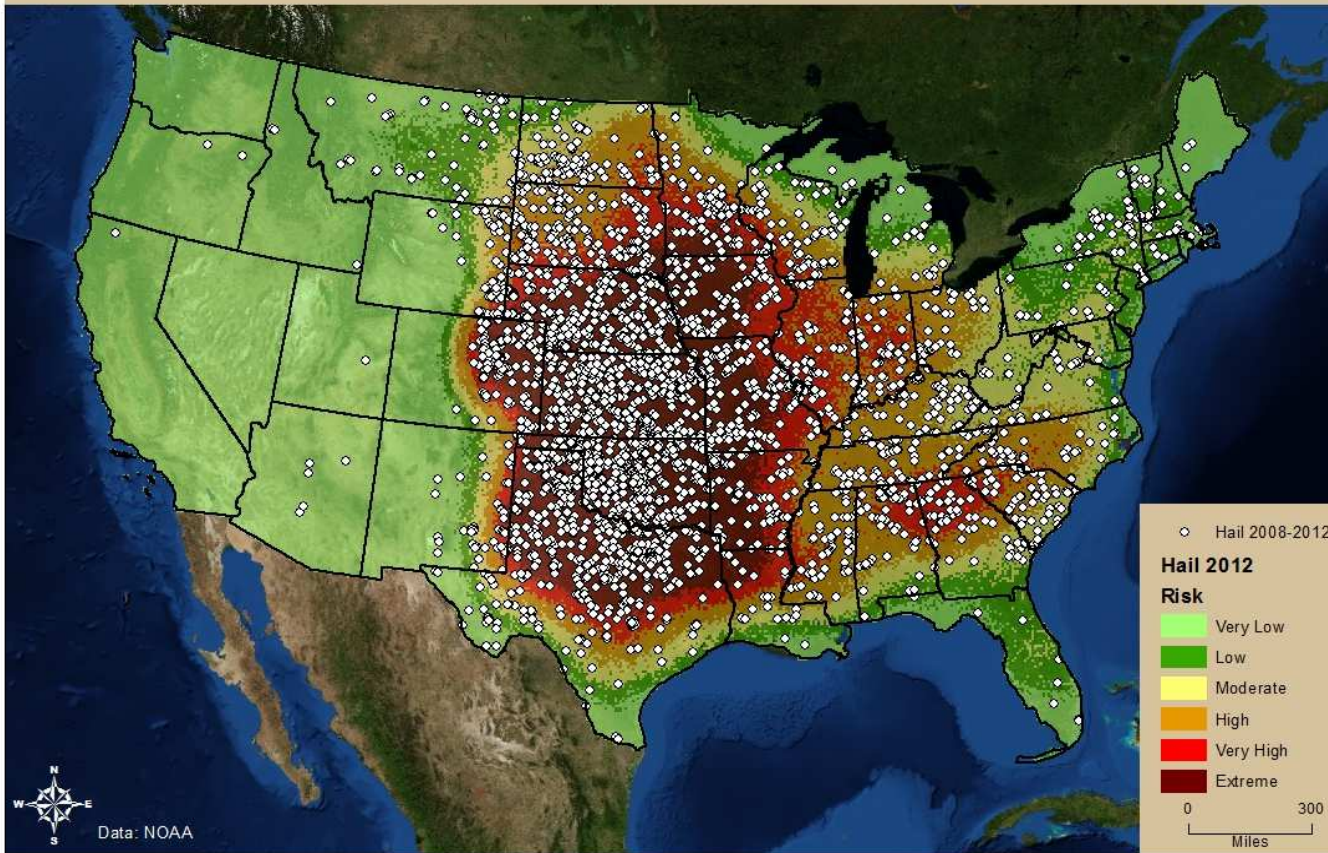 Hail 2008-2012
Hail 2012
Risk
Very Low
Low
Moderate
High
Very High
Extreme
0 300
Miles
N
W E
S
Data: NOAA